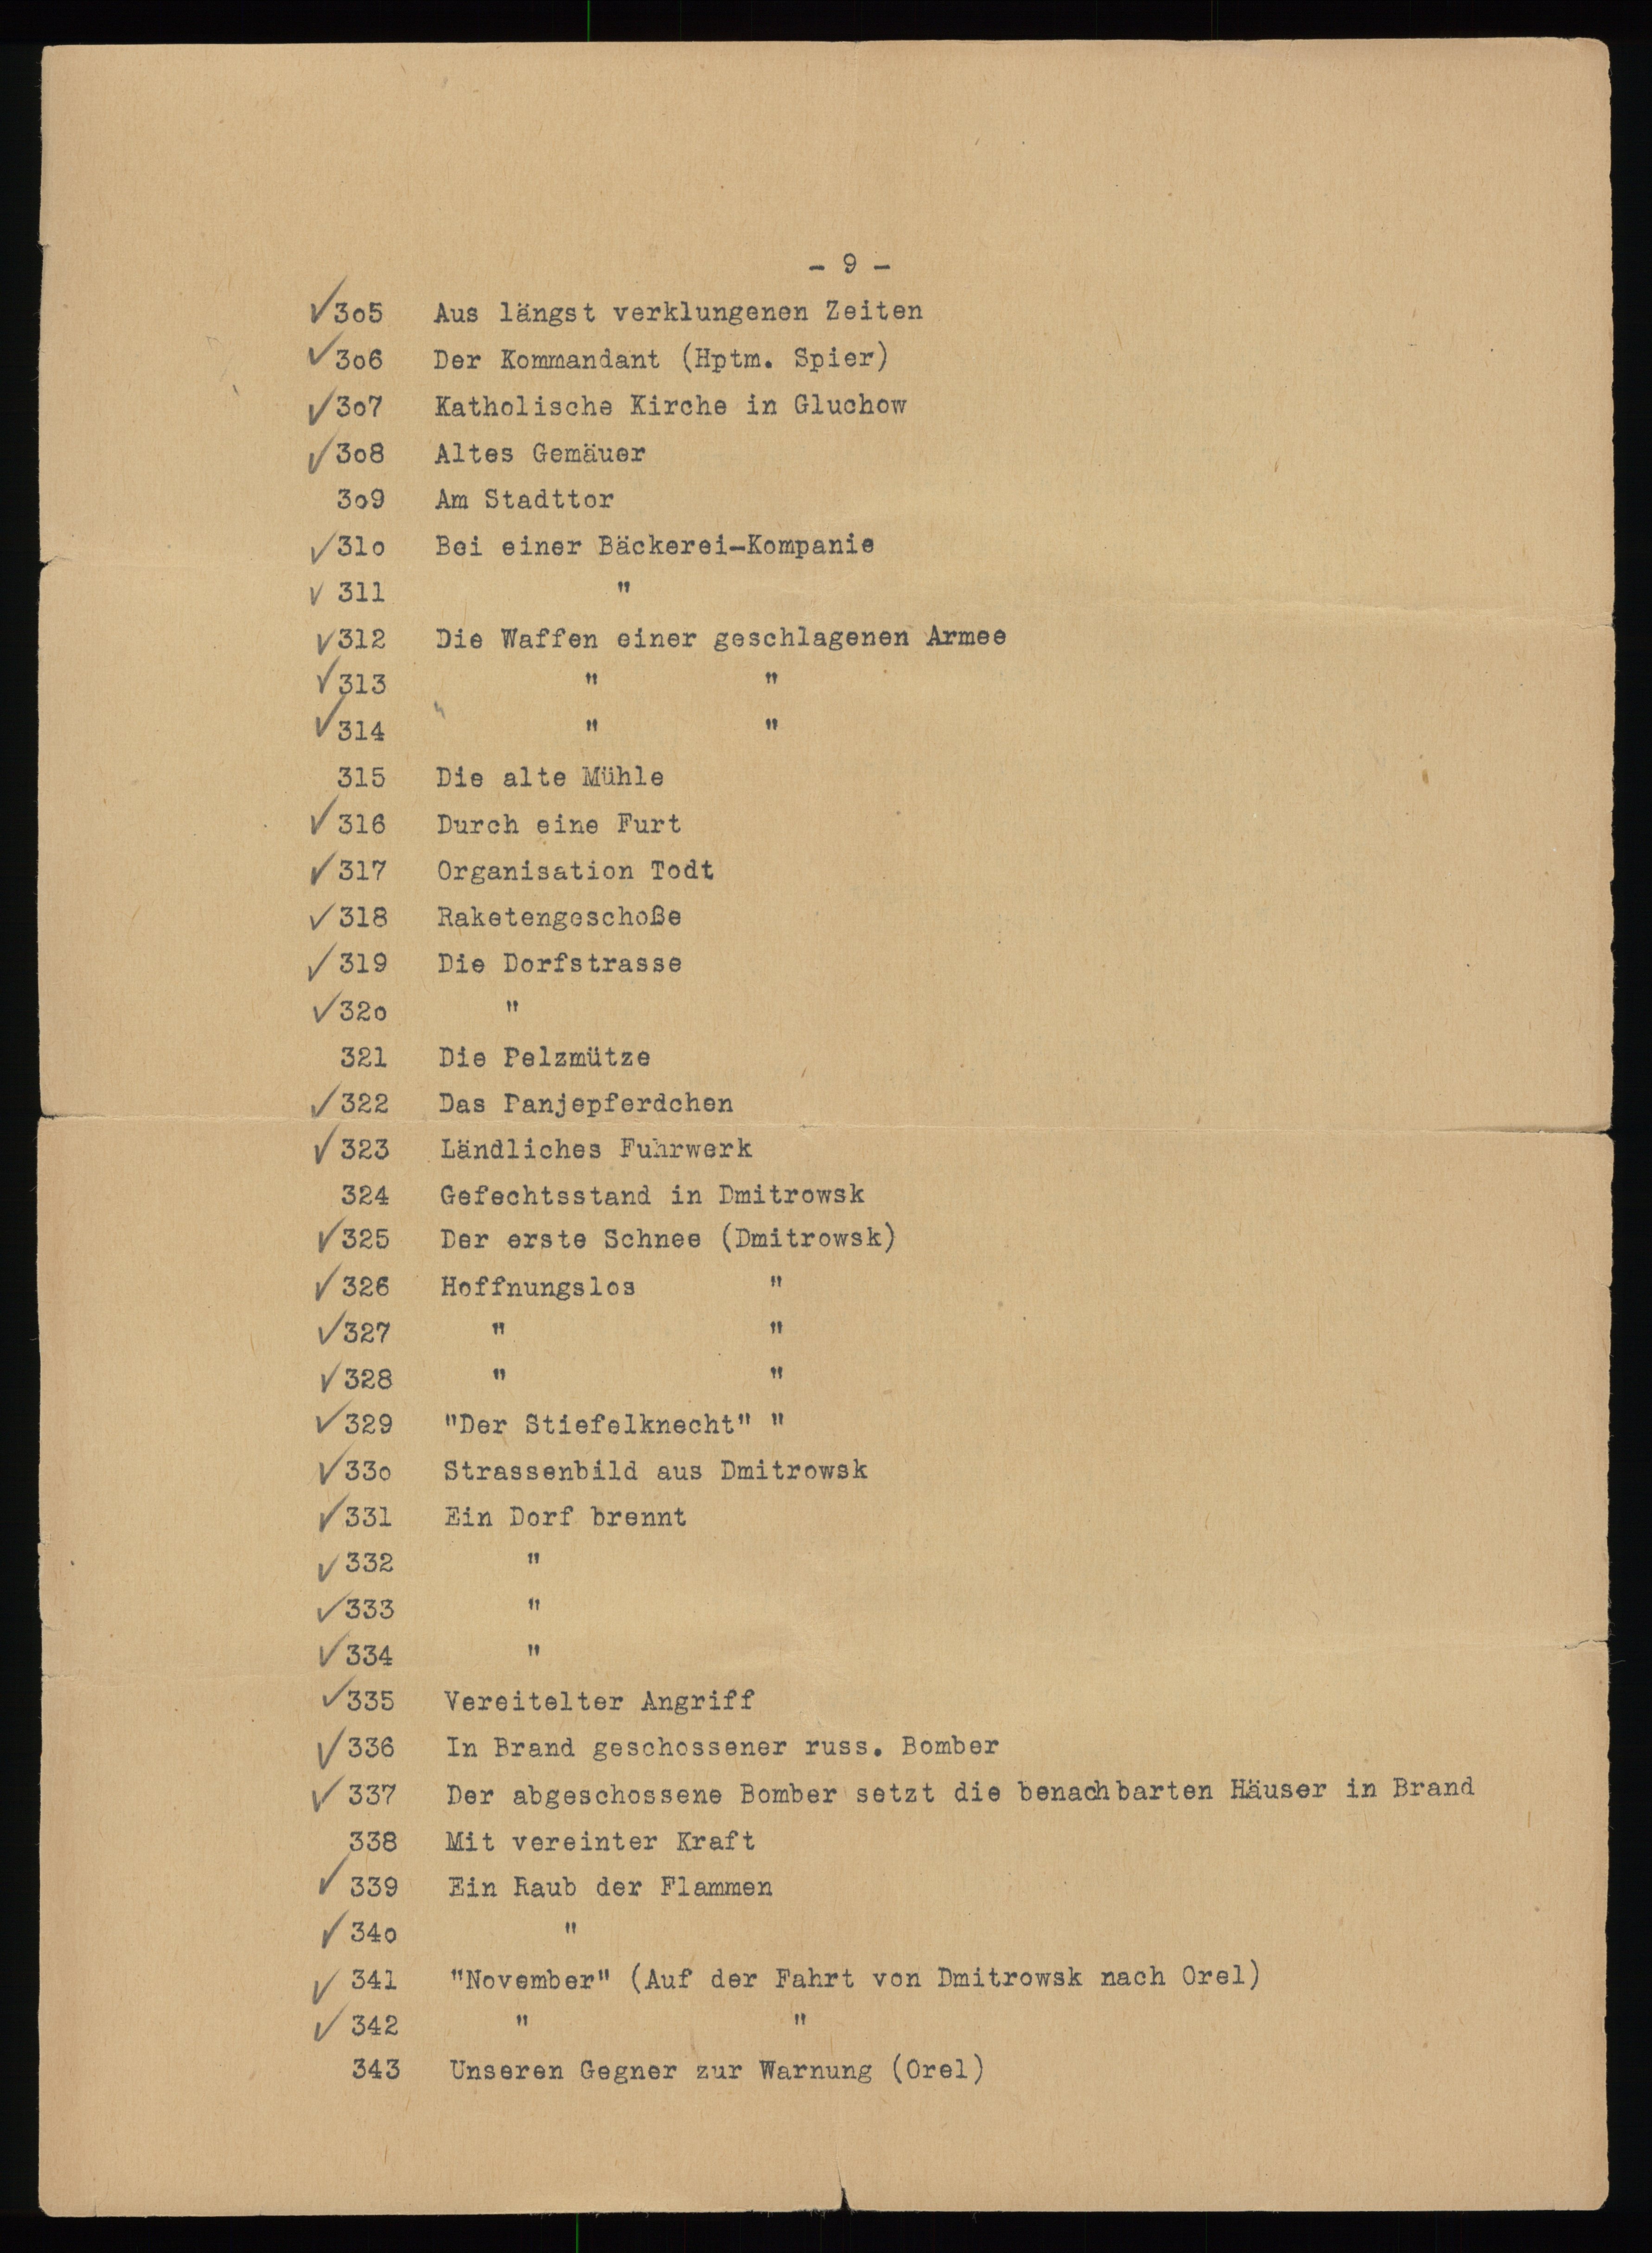 - 9 -
✓ 3o5 Aus längst verklungenen Zeiten
✓ 3o6 Der Kommandant (Hptm. Spier)
✓ 3o7 Katholische Kirche in Gluchow
✓ 3o8 Altes Gemäuer
3o9 Am Stadttor
✓ 31o Bei einer Bäckerei-Kompanie
✓ 311 "
✓ 312 Die Waffen einer geschlagenen Armee
✓ 313 " "
✓ 314 " "
315 Die alte Mühle
✓ 316 Durch eine Furt
✓ 317 Organisation Todt
✓ 318 Raketengeschoße
✓ 319 Die Dorfstrasse
✓ 32o "
321 Die Pelzmütze
✓ 322 Das Panjepferdchen
✓ 323 Ländliches Fuhrwerk
324 Gefechtsstand in Dmitrowsk
✓ 325 Der erste Schnee (Dmitrowsk)
✓ 326 Hoffnungslos "
✓ 327 " "
✓ 328 " "
✓ 329 "Der Stiefelknecht" "
✓ 33o Strassenbild aus Dmitrowsk
✓ 331 Ein Dorf brennt
✓ 332 "
✓ 333 "
✓ 334 "
✓ 335 Vereitelter Angriff
✓ 336 In Brand geschossener russ. Bomber
✓ 337 Der abgeschossene Bomber setzt die benachbarten Häuser in Brand
338 Mit vereinter Kraft
✓ 339 Ein Raub der Flammen
✓ 34o "
✓ 341 "November" (Auf der Fahrt von Dmitrowsk nach Orel)
✓ 342 " "
343 Unseren Gegner zur Warnung (Orel)